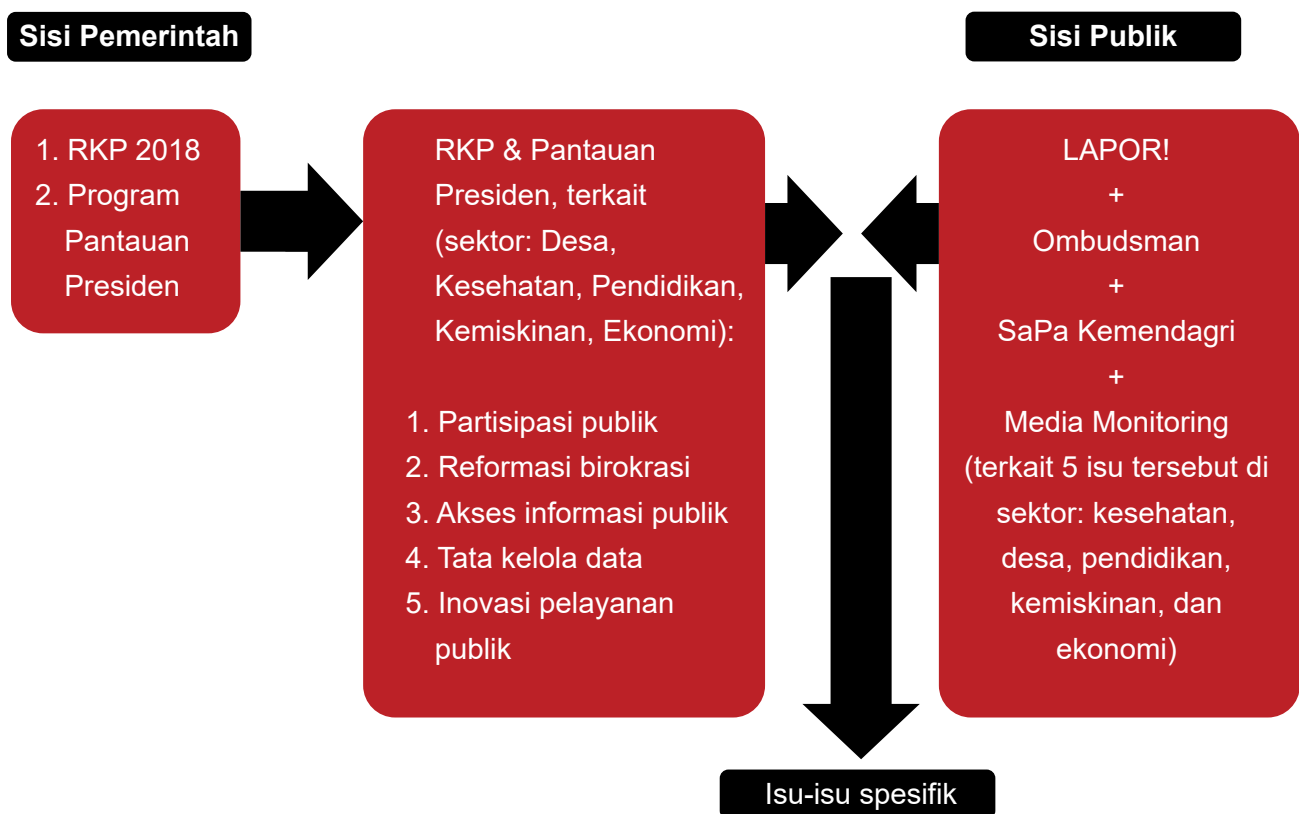 Sisi Pemerintah
Sisi Publik
1. RKP 2018
2. Program
Pantauan
Presiden
RKP & Pantauan
Presiden, terkait
(sektor: Desa,
Kesehatan, Pendidikan,
Kemiskinan, Ekonomi):
1. Partisipasi publik
2. Reformasi birokrasi
3. Akses informasi publik
4. Tata kelola data
5. Inovasi pelayanan
publik
LAPOR!
+
Ombudsman
+
SaPa Kemendagri
+
Media Monitoring
(terkait 5 isu tersebut di
sektor: kesehatan,
desa, pendidikan,
kemiskinan, dan
ekonomi)
Isu-isu spesifik